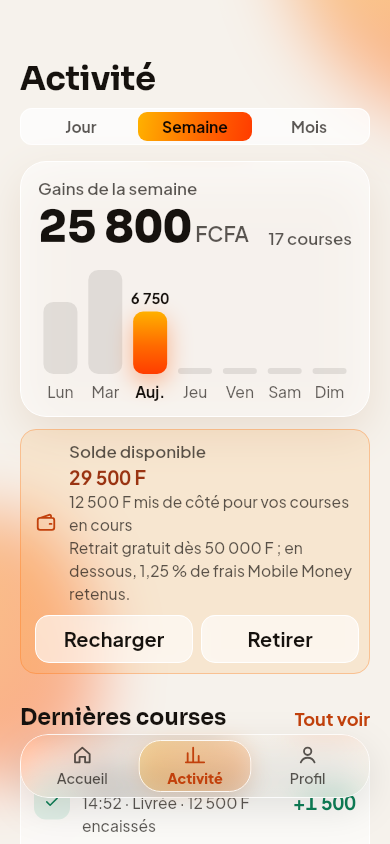 Activité
Jour Semaine Mois
Gains de la semaine
25 800 FCFA 17 courses
6 750
Lun Mar Auj. Jeu Ven Sam Dim
Solde disponible
29 500 F
12 500 F mis de côté pour vos courses
en cours
Retrait gratuit dès 50 000 F ; en
dessous, 1,25 % de frais Mobile Money
retenus.
Recharger Retirer
Dernières courses Tout voir
Accueil Activité Profil
14:52 · Livrée · 12 500 F +1 500
encaissés